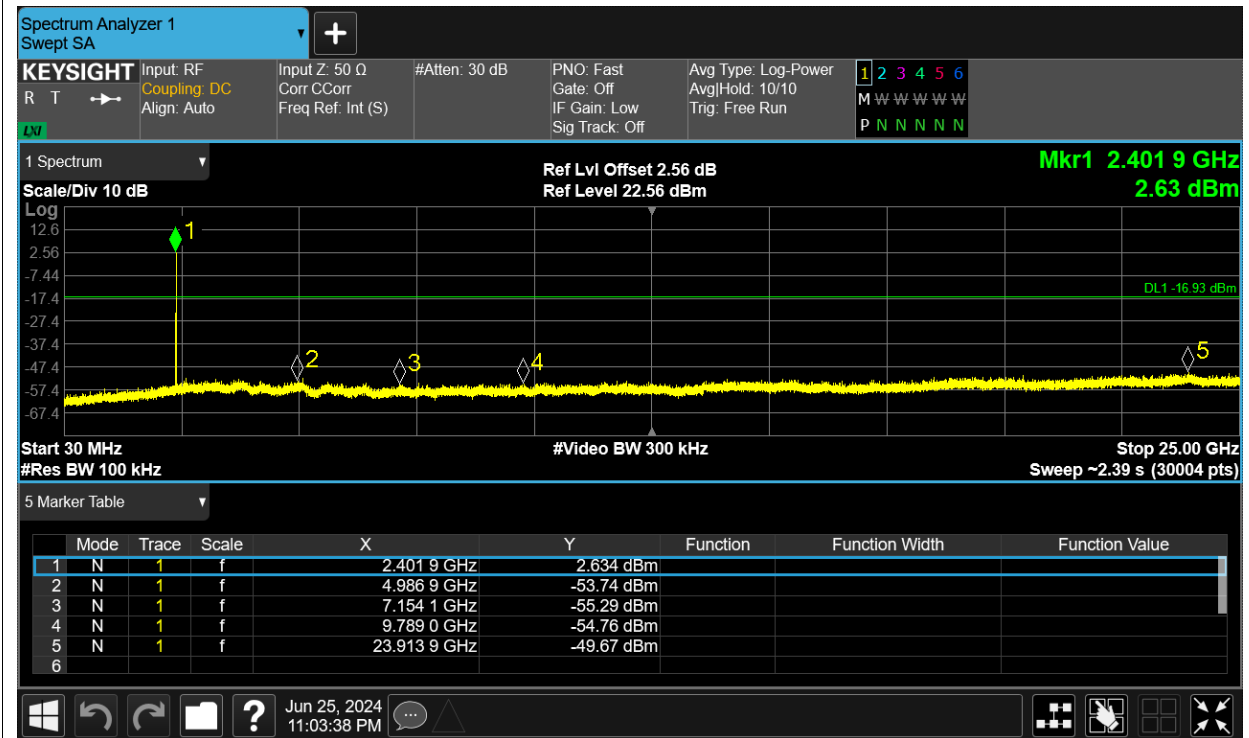 Spectrum Analyzer 1
Swept SA
KEYSIGHT
R T
LXI
Input: RF
Coupling: DC
Align: Auto
Input Z: 50 Ω
Corr CCorr
Freq Ref: Int (S)
#Atten: 30 dB
PNO: Fast
Gate: Off
IF Gain: Low
Sig Track: Off
Avg Type: Log-Power
Avg|Hold: 10/10
Trig: Free Run
1 2 3 4 5 6
M W W W W W
P N N N N N
1 Spectrum
Scale/Div 10 dB
Ref Lvl Offset 2.56 dB
Ref Level 22.56 dBm
Mkr1 2.401 9 GHz
2.63 dBm
Log
12.6
2.56
-7.44
-17.4
-27.4
-37.4
-47.4
-57.4
-67.4
1
2
3
4
5
DL1 -16.93 dBm
Start 30 MHz
#Res BW 100 kHz
#Video BW 300 kHz
Stop 25.00 GHz
Sweep ~2.39 s (30004 pts)
5 Marker Table
Mode Trace Scale X Y Function Function Width Function Value
1 N 1 f 2.401 9 GHz 2.634 dBm
2 N 1 f 4.986 9 GHz -53.74 dBm
3 N 1 f 7.154 1 GHz -55.29 dBm
4 N 1 f 9.789 0 GHz -54.76 dBm
5 N 1 f 23.913 9 GHz -49.67 dBm
6
?
Jun 25, 2024
11:03:38 PM